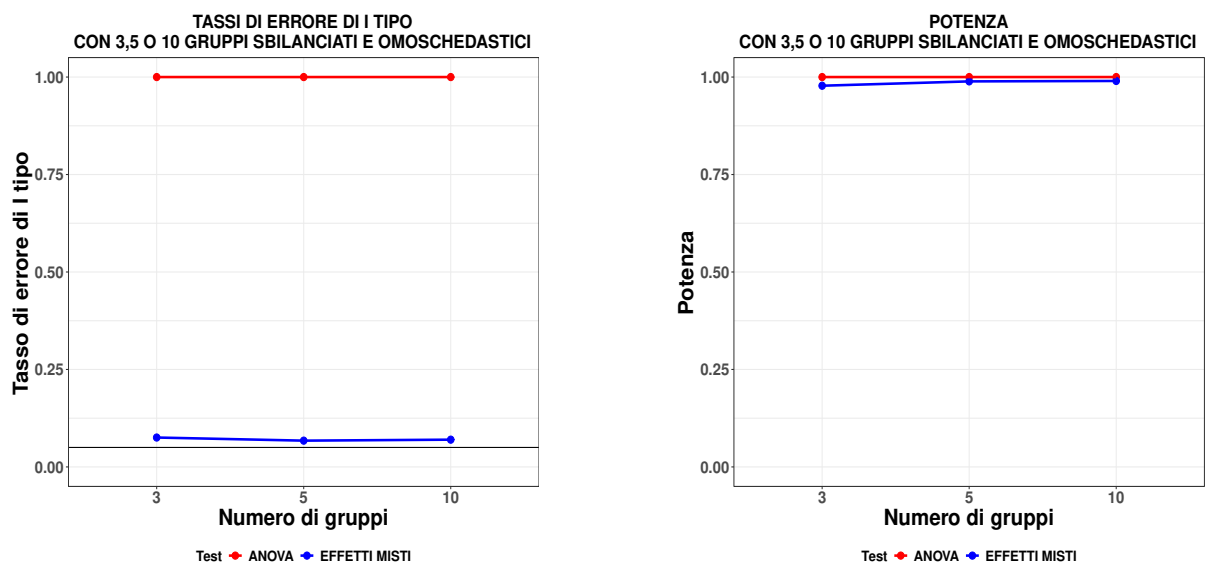 TASSI DI ERRORE DI I TIPO
CON 3,5 O 10 GRUPPI SBILANCIATI E OMOSCHEDASTICI
Tasso di errore di I tipo
1.00
0.75
0.50
0.25
0.00
3 5 10
Numero di gruppi
Test ANOVA EFFETTI MISTI
POTENZA
CON 3,5 O 10 GRUPPI SBILANCIATI E OMOSCHEDASTICI
Potenza
1.00
0.75
0.50
0.25
0.00
3 5 10
Numero di gruppi
Test ANOVA EFFETTI MISTI